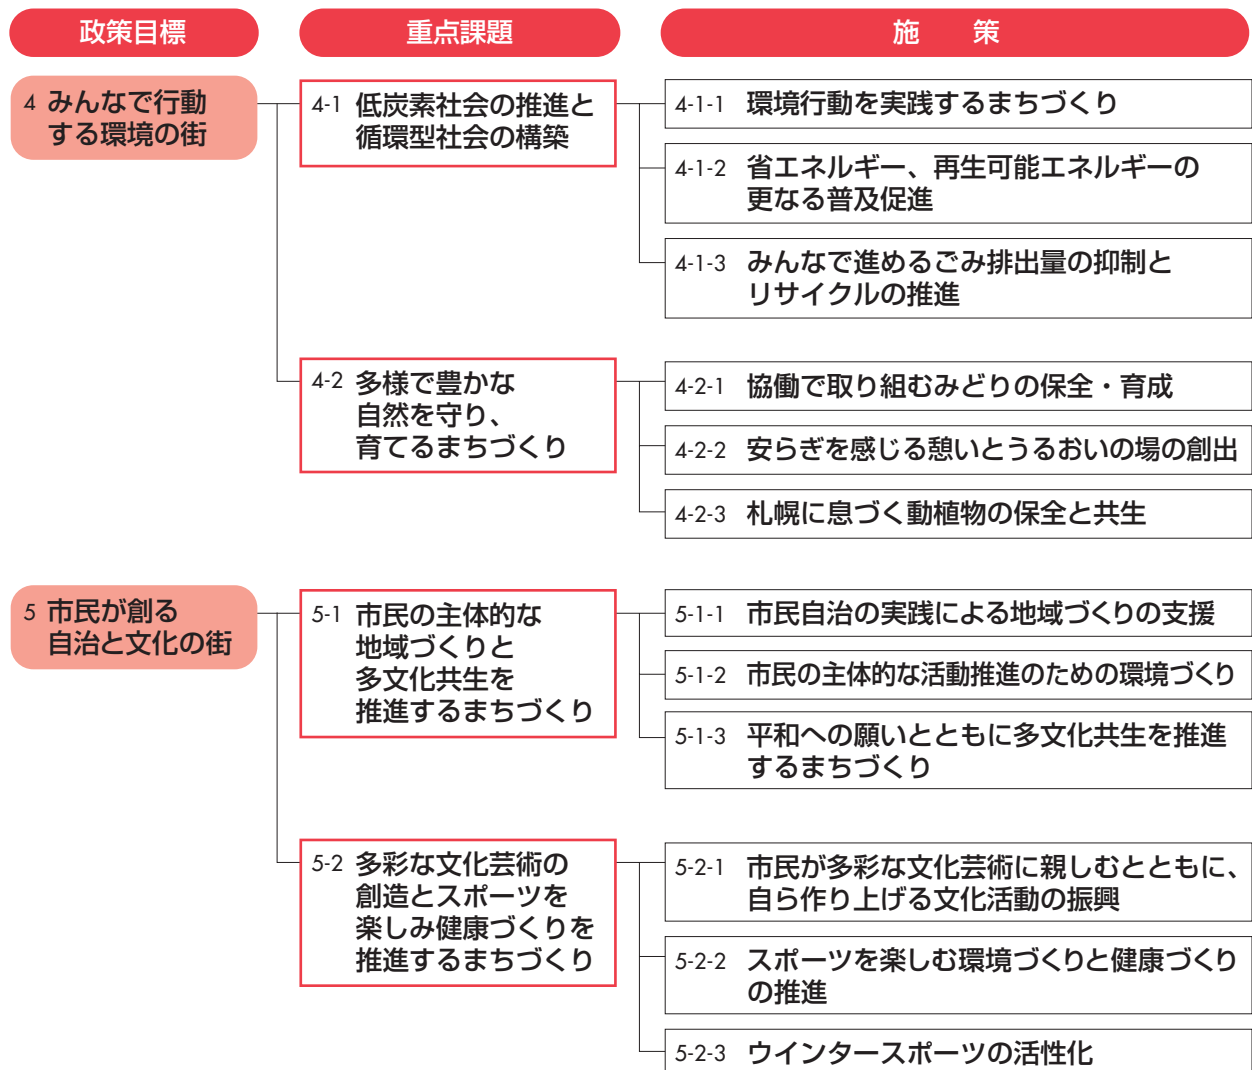 政策目標
重点課題
施　策
4 みんなで行動
する環境の街
4-1 低炭素社会の推進と
循環型社会の構築
4-1-1 環境行動を実践するまちづくり
4-1-2 省エネルギー、再生可能エネルギーの
更なる普及促進
4-1-3 みんなで進めるごみ排出量の抑制と
リサイクルの推進
4-2 多様で豊かな
自然を守り、
育てるまちづくり
4-2-1 協働で取り組むみどりの保全・育成
4-2-2 安らぎを感じる憩いとうるおいの場の創出
4-2-3 札幌に息づく動植物の保全と共生
5 市民が創る
自治と文化の街
5-1 市民の主体的な
地域づくりと
多文化共生を
推進するまちづくり
5-1-1 市民自治の実践による地域づくりの支援
5-1-2 市民の主体的な活動推進のための環境づくり
5-1-3 平和への願いとともに多文化共生を推進
するまちづくり
5-2 多彩な文化芸術の
創造とスポーツを
楽しみ健康づくりを
推進するまちづくり
5-2-1 市民が多彩な文化芸術に親しむとともに、
自ら作り上げる文化活動の振興
5-2-2 スポーツを楽しむ環境づくりと健康づくり
の推進
5-2-3 ウインタースポーツの活性化